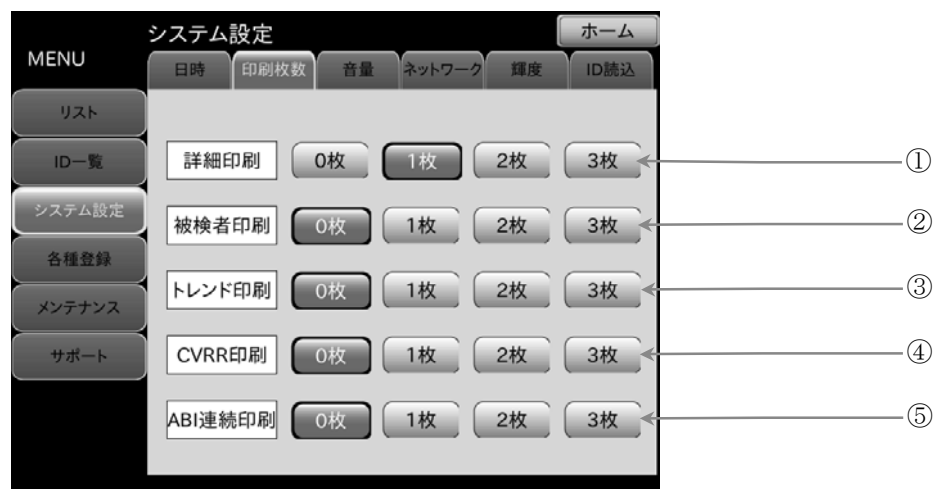 システム設定
ホーム
MENU
日時 印刷枚数 音量 ネットワーク 輝度 ID読込
リスト
ID一覧
システム設定
各種登録
メンテナンス
サポート
詳細印刷 0枚 1枚 2枚 3枚 ①
被検者印刷 0枚 1枚 2枚 3枚 ②
トレンド印刷 0枚 1枚 2枚 3枚 ③
CVRR印刷 0枚 1枚 2枚 3枚 ④
ABI連続印刷 0枚 1枚 2枚 3枚 ⑤